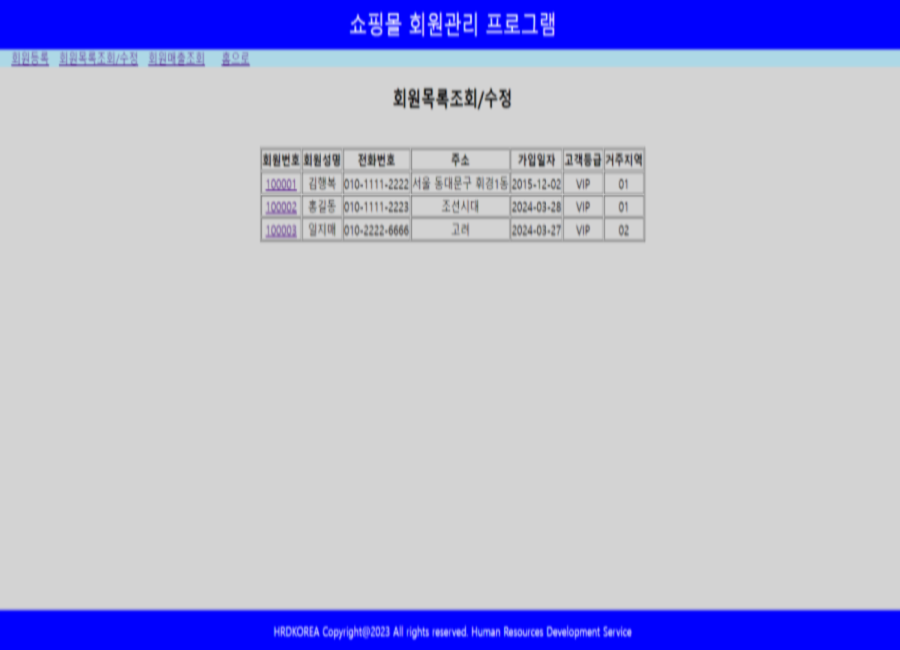 쇼핑몰 회원관리 프로그램
회원등록 회원목록조회/수정 회원매출조회 홈으로
회원목록조회/수정
회원번호 회원성명 전화번호 주소 가입일자 고객등급 거주지역
100001 김행복 010-1111-2222 서울 동대문구 휘경1동 2015-12-02 VIP 01
100002 홍길동 010-1111-2223 조선시대 2024-03-28 VIP 01
100003 일지매 010-2222-6666 고려 2024-03-27 VIP 02
HRDKOREA Copyright@2023 All rights reserved. Human Resources Development Service